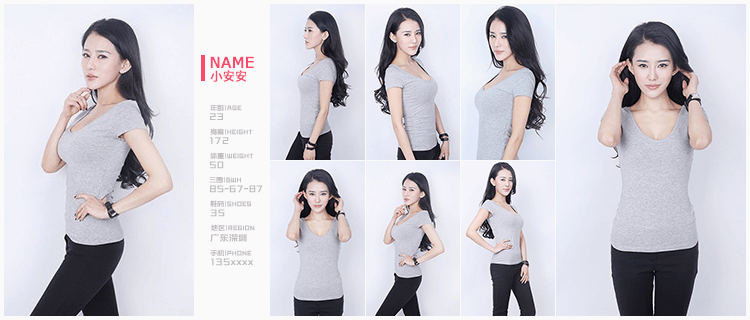 NAME
小安安
年龄|AGE
23
身高|HEIGHT
172
体重|WEIGHT
50
三围|BWH
85-67-87
鞋码|SHOES
35
地区|REGION
广东深圳
手机|PHONE
135xxxx